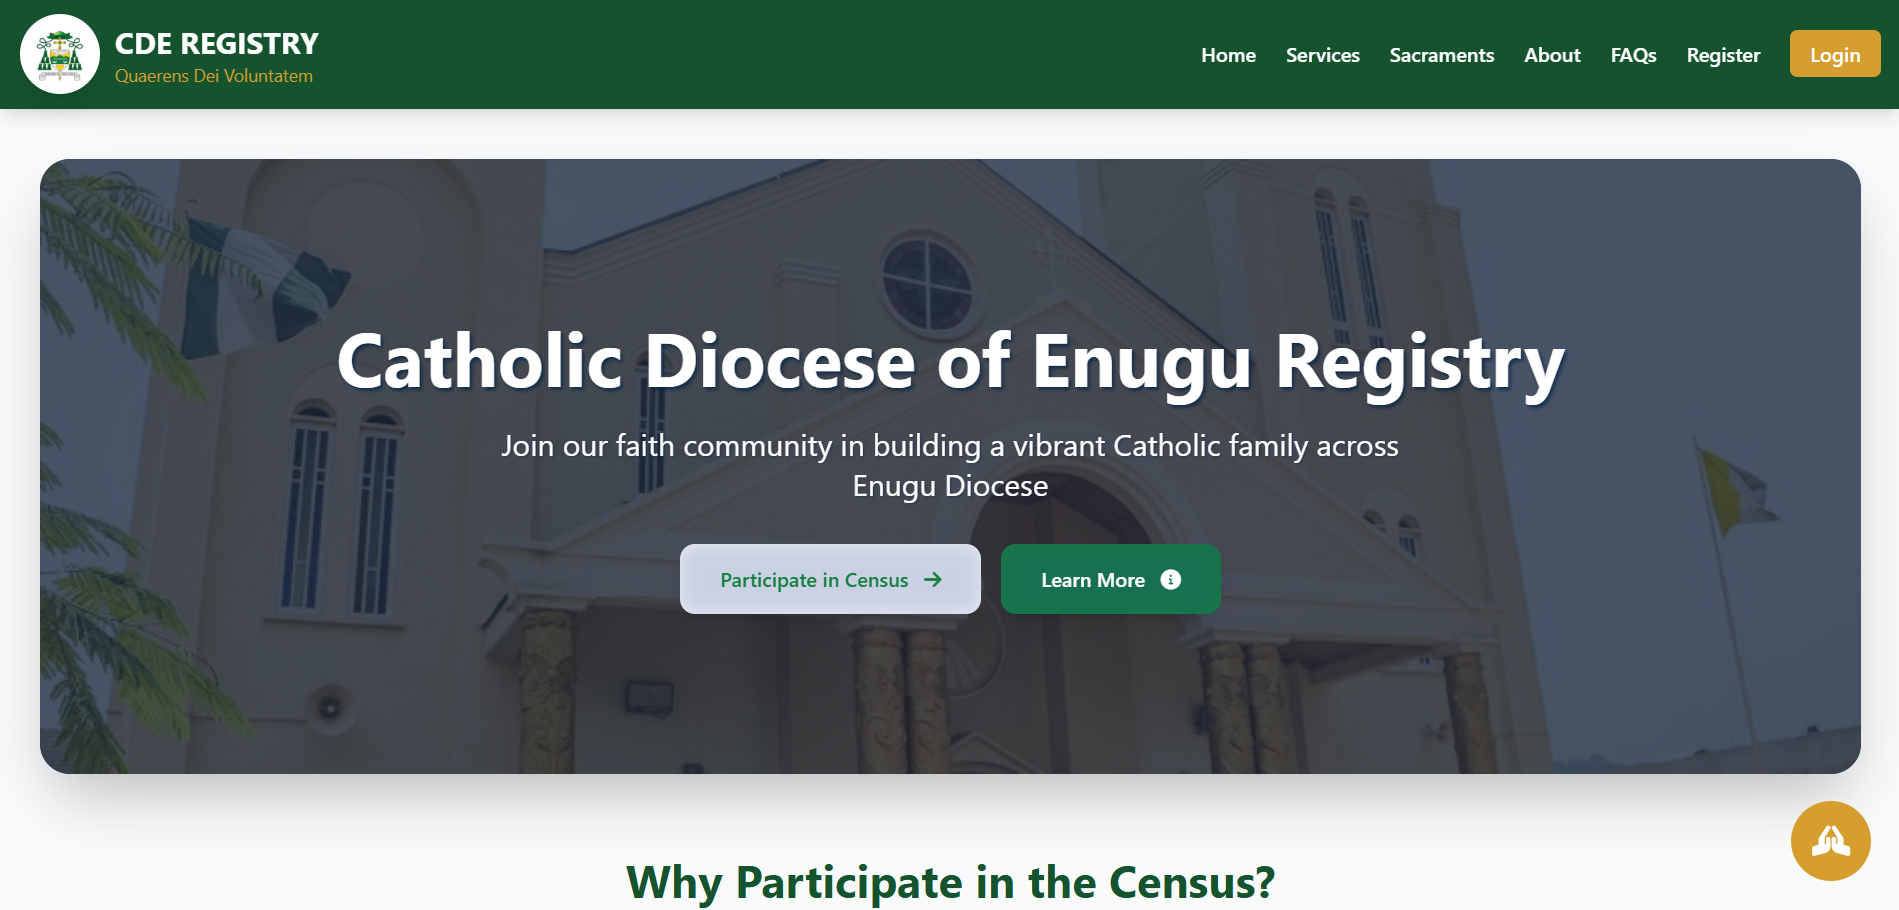 CDE REGISTRY
Quaerens Dei Voluntatem
Home
Services
Sacraments
About
FAQs
Register
Login
Catholic Diocese of Enugu Registry
Join our faith community in building a vibrant Catholic family across
Enugu Diocese
Participate in Census
Learn More
Why Participate in the Census?